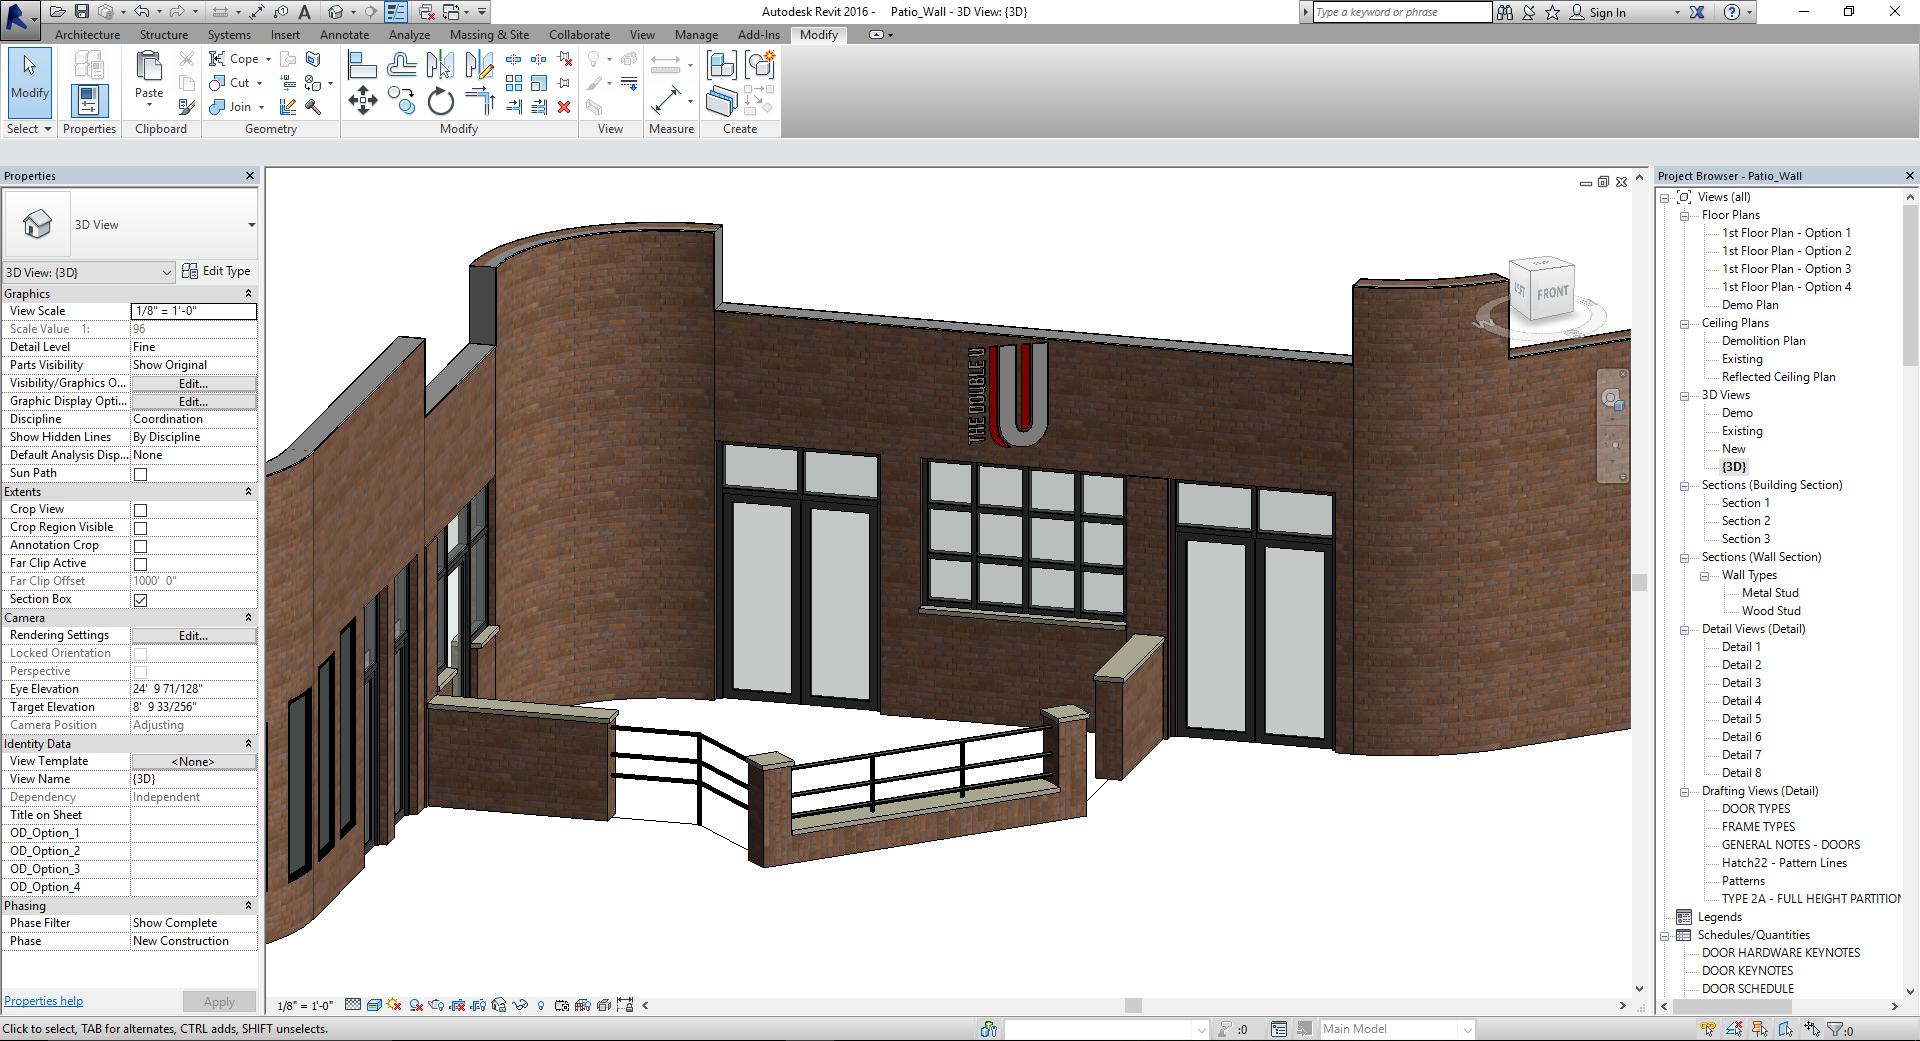 Autodesk Revit 2016 - Patio_Wall - 3D View: {3D}
Type a keyword or phrase
Sign In
Architecture Structure Systems Insert Annotate Analyze Massing & Site Collaborate View Manage Add-Ins Modify
Modify
Paste
Cope
Cut
Join
Select Properties Clipboard Geometry Modify View Measure Create
Properties
3D View
3D View: {3D} Edit Type
Graphics
View Scale 1/8" = 1'-0"
Scale Value 1: 96
Detail Level Fine
Parts Visibility Show Original
Visibility/Graphics O... Edit...
Graphic Display Opti... Edit...
Discipline Coordination
Show Hidden Lines By Discipline
Default Analysis Disp... None
Sun Path
Extents
Crop View
Crop Region Visible
Annotation Crop
Far Clip Active
Far Clip Offset 1000' 0"
Section Box
Camera
Rendering Settings Edit...
Locked Orientation
Perspective
Eye Elevation 24' 9 71/128"
Target Elevation 8' 9 33/256"
Camera Position Adjusting
Identity Data
View Template <None>
View Name {3D}
Dependency Independent
Title on Sheet
OD_Option_1
OD_Option_2
OD_Option_3
OD_Option_4
Phasing
Phase Filter Show Complete
Phase New Construction
Properties help Apply
THE DOUBLE U
U
FRONT
W
1/8" = 1'-0"
Project Browser - Patio_Wall
Views (all)
Floor Plans
1st Floor Plan - Option 1
1st Floor Plan - Option 2
1st Floor Plan - Option 3
1st Floor Plan - Option 4
Demo Plan
Ceiling Plans
Demolition Plan
Existing
Reflected Ceiling Plan
3D Views
Demo
Existing
New
{3D}
Sections (Building Section)
Section 1
Section 2
Section 3
Sections (Wall Section)
Wall Types
Metal Stud
Wood Stud
Detail Views (Detail)
Detail 1
Detail 2
Detail 3
Detail 4
Detail 5
Detail 6
Detail 7
Detail 8
Drafting Views (Detail)
DOOR TYPES
FRAME TYPES
GENERAL NOTES - DOORS
Hatch22 - Pattern Lines
Patterns
TYPE 2A - FULL HEIGHT PARTITION
Legends
Schedules/Quantities
DOOR HARDWARE KEYNOTES
DOOR KEYNOTES
DOOR SCHEDULE
Click to select, TAB for alternates, CTRL adds, SHIFT unselects.
:0
Main Model
:0